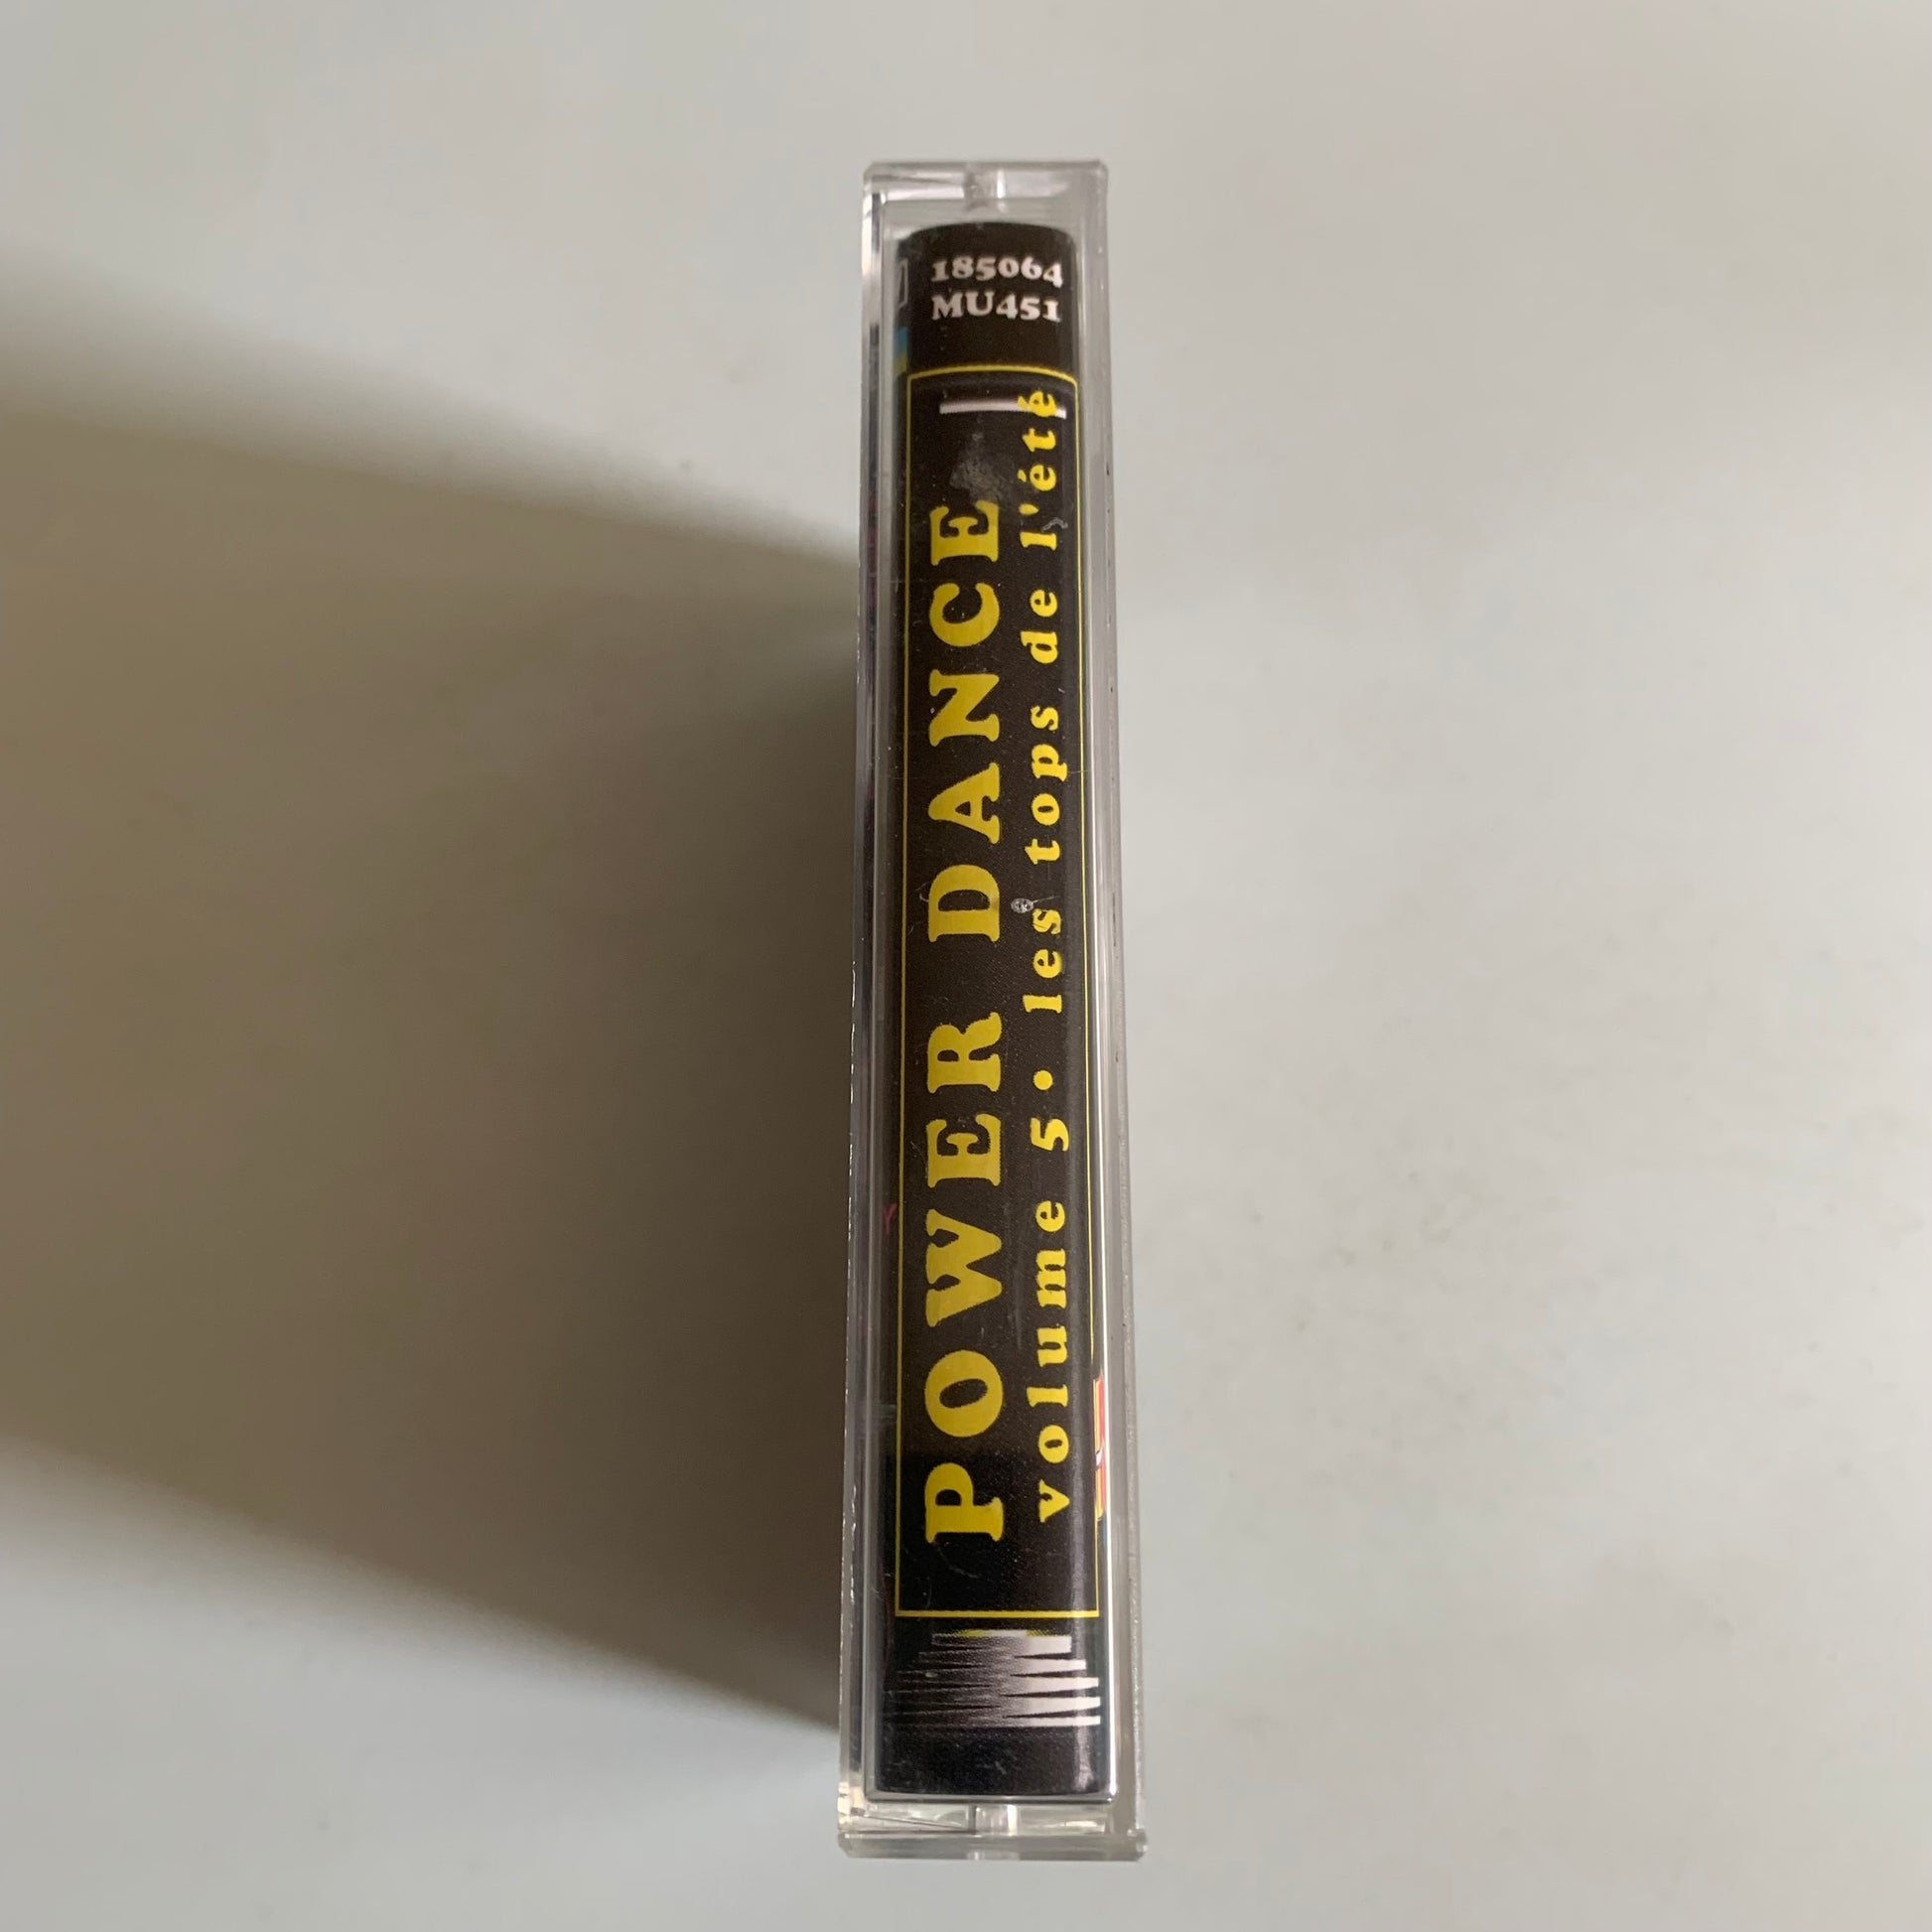 185064
MU451
POWER DANCE
volume 5 • les tops de l'été